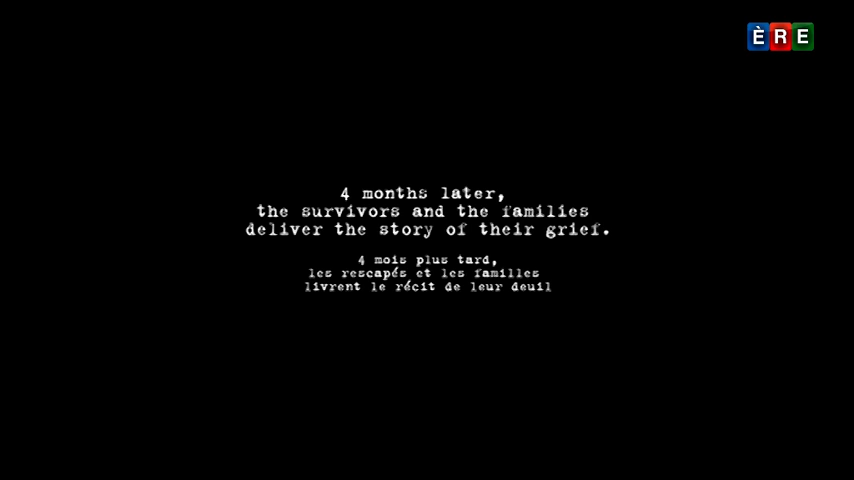 ÈRE
4 months later,
the survivors and the families
deliver the story of their grief.
4 mois plus tard,
les rescapés et les familles
livrent le récit de leur deuil